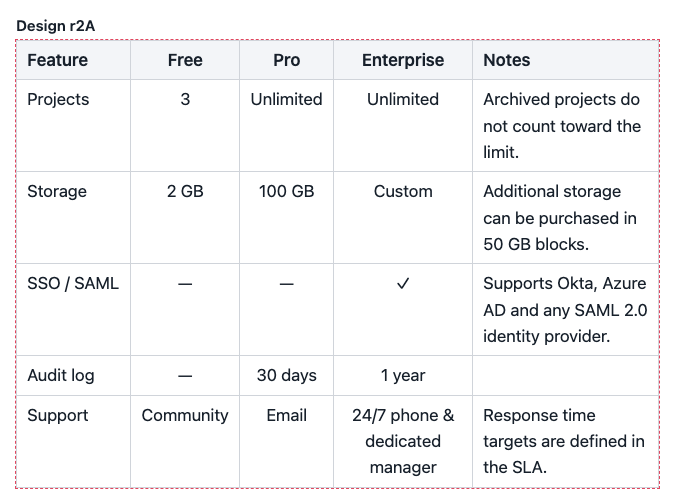 Design r2A
Feature Free Pro Enterprise Notes
Projects 3 Unlimited Unlimited Archived projects do
not count toward the
limit.
Storage 2 GB 100 GB Custom Additional storage
can be purchased in
50 GB blocks.
SSO / SAML — — ✓ Supports Okta, Azure
AD and any SAML 2.0
identity provider.
Audit log — 30 days 1 year
Support Community Email 24/7 phone & Response time
dedicated targets are defined in
manager the SLA.